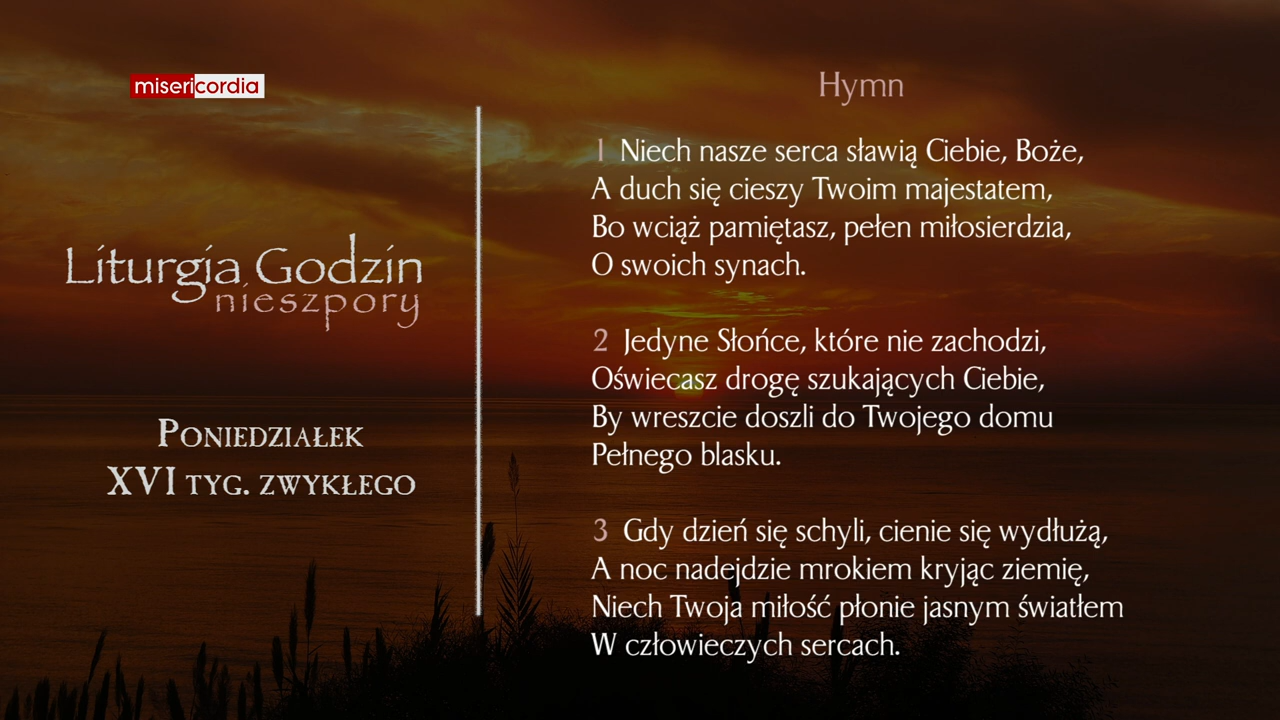 misericordia
Liturgia Godzin
nieszpory
Poniedziałek
XVI tyg. zwykłego
Hymn
1 Niech nasze serca sławią Ciebie, Boże,
A duch się cieszy Twoim majestatem,
Bo wciąż pamiętasz, pełen miłosierdzia,
O swoich synach.
2 Jedyne Słońce, które nie zachodzi,
Oświecasz drogę szukających Ciebie,
By wreszcie doszli do Twojego domu
Pełnego blasku.
3 Gdy dzień się schyli, cienie się wydłużą,
A noc nadejdzie mrokiem kryjąc ziemię,
Niech Twoja miłość płonie jasnym światłem
W człowieczych sercach.